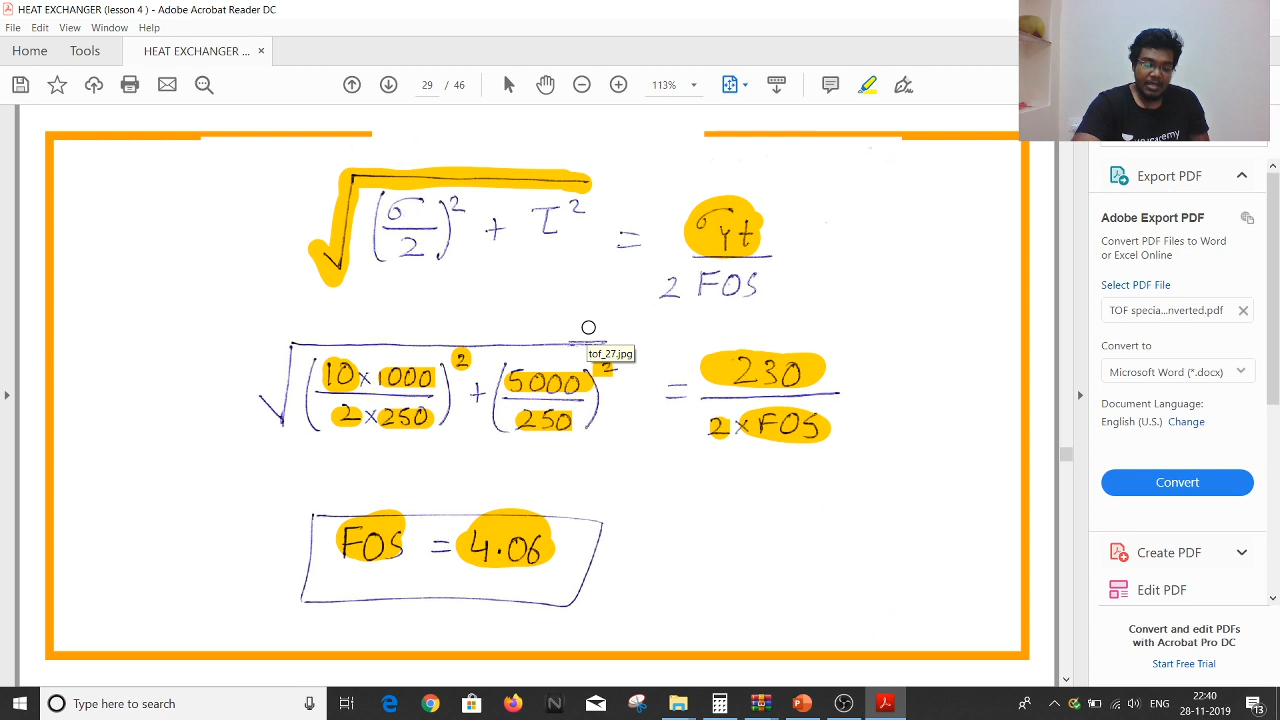 HEAT EXCHANGER (lesson 4 ) - Adobe Acrobat Reader DC
File Edit View Window Help
Home Tools HEAT EXCHANGER ... ×
29 / 46 113%
√((σ/2)² + τ²) = σyt / 2 FOS
tof_27.jpg
√((10×1000 / 2×250)² + (5000/250)²) = 230 / 2×FOS
FOS = 4.06
Export PDF
Adobe Export PDF
Convert PDF Files to Word
or Excel Online
Select PDF File
TOF specia...nverted.pdf
Convert to
Microsoft Word (*.docx)
Document Language:
English (U.S.) Change
Convert
Create PDF
Edit PDF
Convert and edit PDFs
with Acrobat Pro DC
Start Free Trial
Type here to search
ENG
22:40
28-11-2019